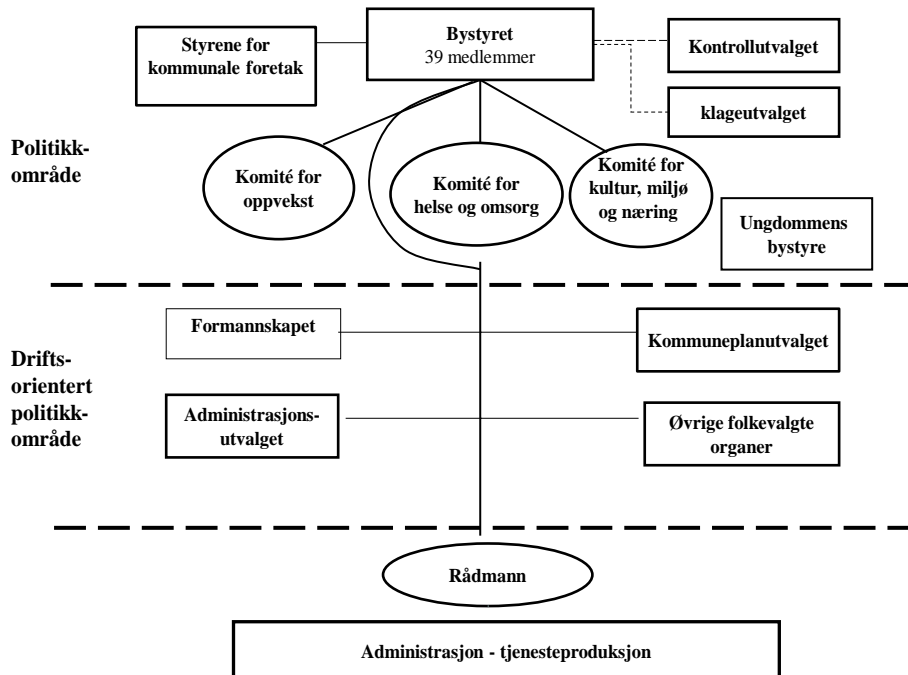 Styrene for
kommunale foretak
Bystyret
39 medlemmer
Kontrollutvalget
klageutvalget
Politikk-
område
Komité for
oppvekst
Komité for
helse og omsorg
Komité for
kultur, miljø
og næring
Ungdommens
bystyre
Drifts-
orientert
politikk-
område
Formannskapet
Kommuneplanutvalget
Administrasjons-
utvalget
Øvrige folkevalgte
organer
Rådmann
Administrasjon - tjenesteproduksjon